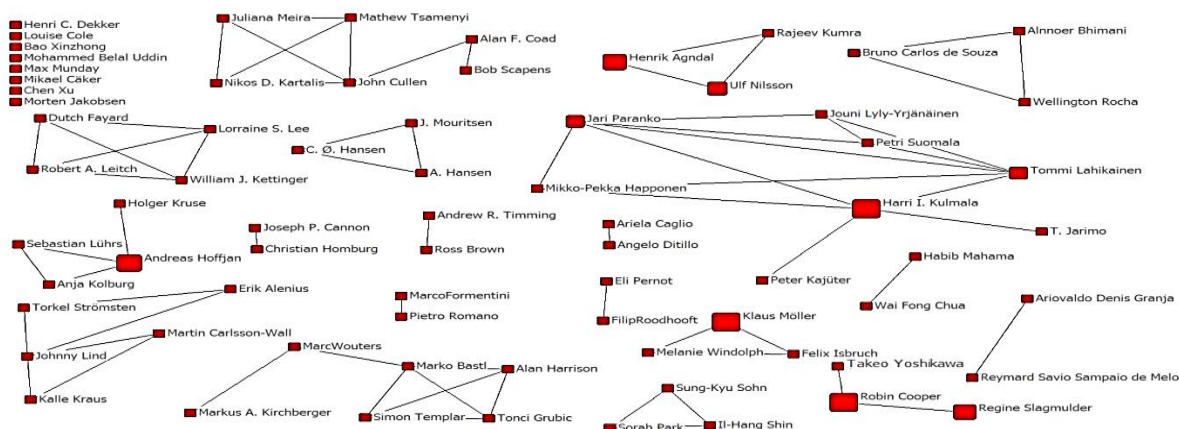 Henri C. Dekker
Louise Cole
Bao Xinzhong
Mohammed Belal Uddin
Max Munday
Mikael Cäker
Chen Xu
Morten Jakobsen
Juliana Meira
Mathew Tsamenyi
Alan F. Coad
Nikos D. Kartalis
John Cullen
Bob Scapens
Rajeev Kumra
Henrik Agndal
Ulf Nilsson
Alnnoer Bhimani
Bruno Carlos de Souza
Wellington Rocha
Dutch Fayard
Lorraine S. Lee
Robert A. Leitch
William J. Kettinger
J. Mouritsen
C. Ø. Hansen
A. Hansen
Jari Paranko
Jouni Lyly-Yrjänäinen
Petri Suomala
Tommi Lahikainen
Mikko-Pekka Happonen
Harri I. Kulmala
T. Jarimo
Peter Kajüter
Holger Kruse
Sebastian Lührs
Andreas Hoffjan
Anja Kolburg
Joseph P. Cannon
Christian Homburg
Andrew R. Timming
Ross Brown
Ariela Caglio
Angelo Ditillo
Habib Mahama
Wai Fong Chua
Erik Alenius
Torkel Strömsten
Martin Carlsson-Wall
Johnny Lind
Kalle Kraus
MarcoFormentini
Pietro Romano
Eli Pernot
FilipRoodhooft
Klaus Möller
Melanie Windolph
Felix Isbruch
Ariovaldo Denis Granja
Reymard Savio Sampaio de Melo
MarcWouters
Marko Bastl
Alan Harrison
Markus A. Kirchberger
Simon Templar
Tonci Grubic
Takeo Yoshikawa
Robin Cooper
Regine Slagmulder
Sung-Kyu Sohn
Sorah Park
Il-Hang Shin